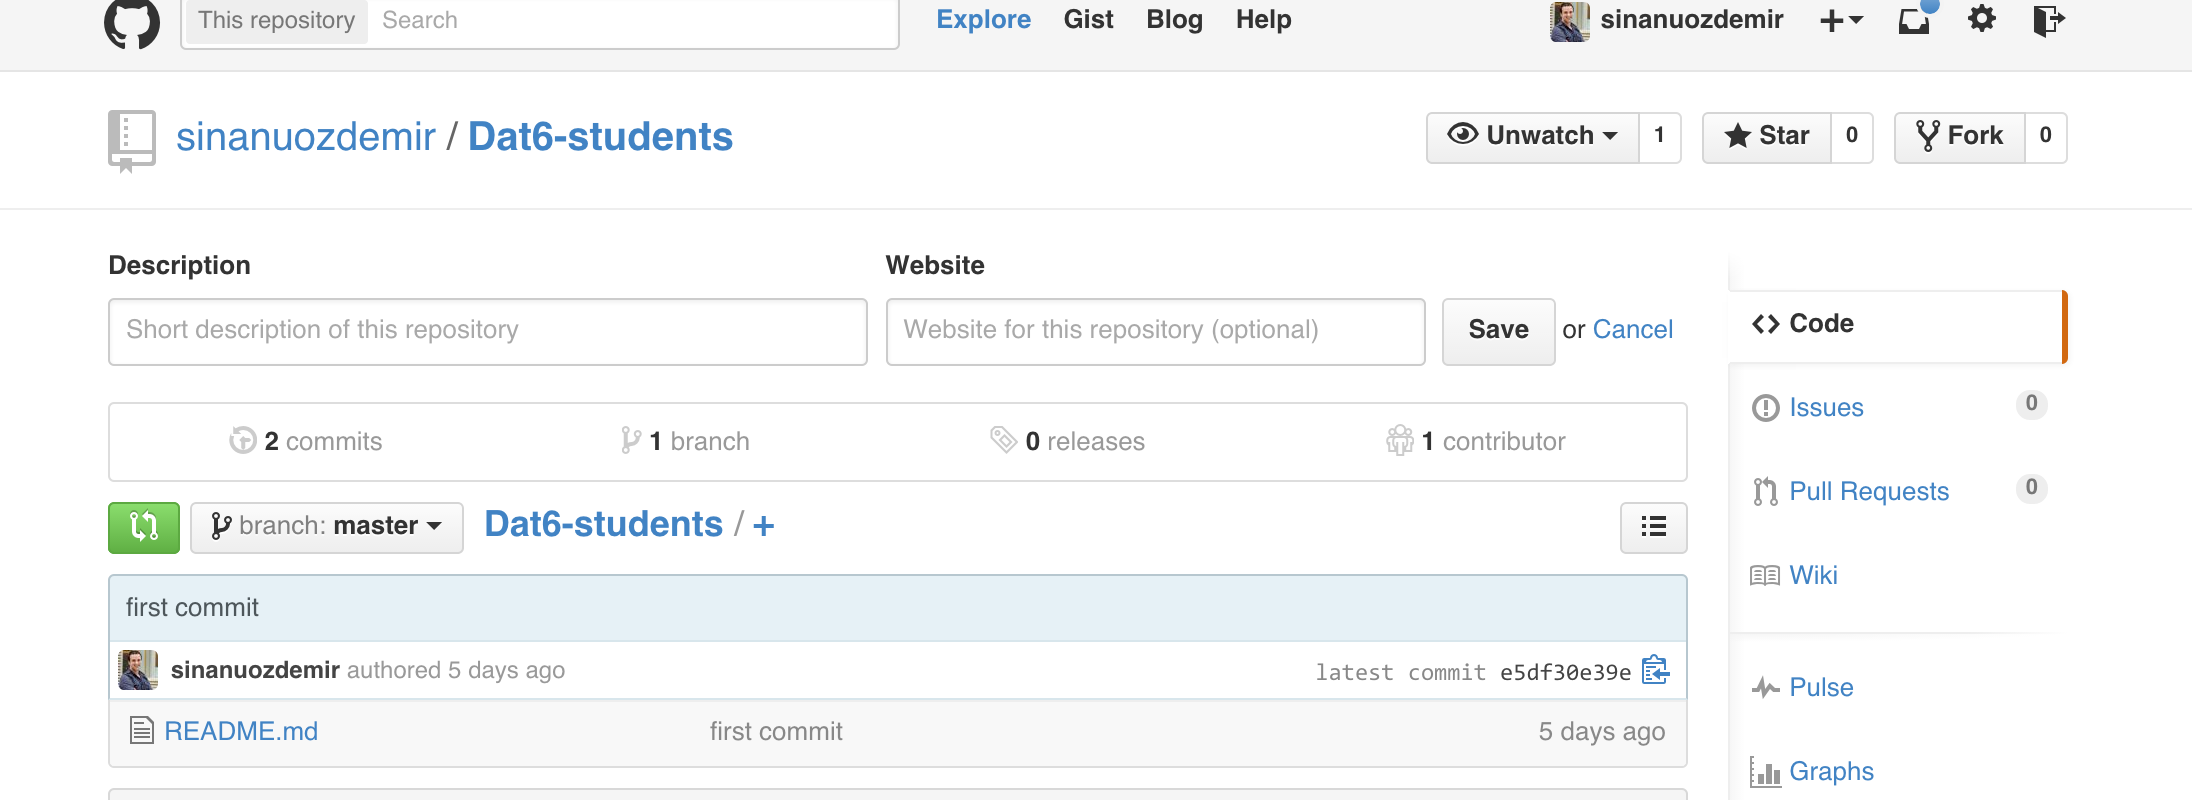 This repository Search Explore Gist Blog Help sinanuozdemir
sinanuozdemir / Dat6-students Unwatch 1 Star 0 Fork 0
Description Website
Short description of this repository Website for this repository (optional) Save or Cancel
2 commits 1 branch 0 releases 1 contributor
branch: master Dat6-students / +
first commit
sinanuozdemir authored 5 days ago latest commit e5df30e39e
README.md first commit 5 days ago
Code
Issues 0
Pull Requests 0
Wiki
Pulse
Graphs